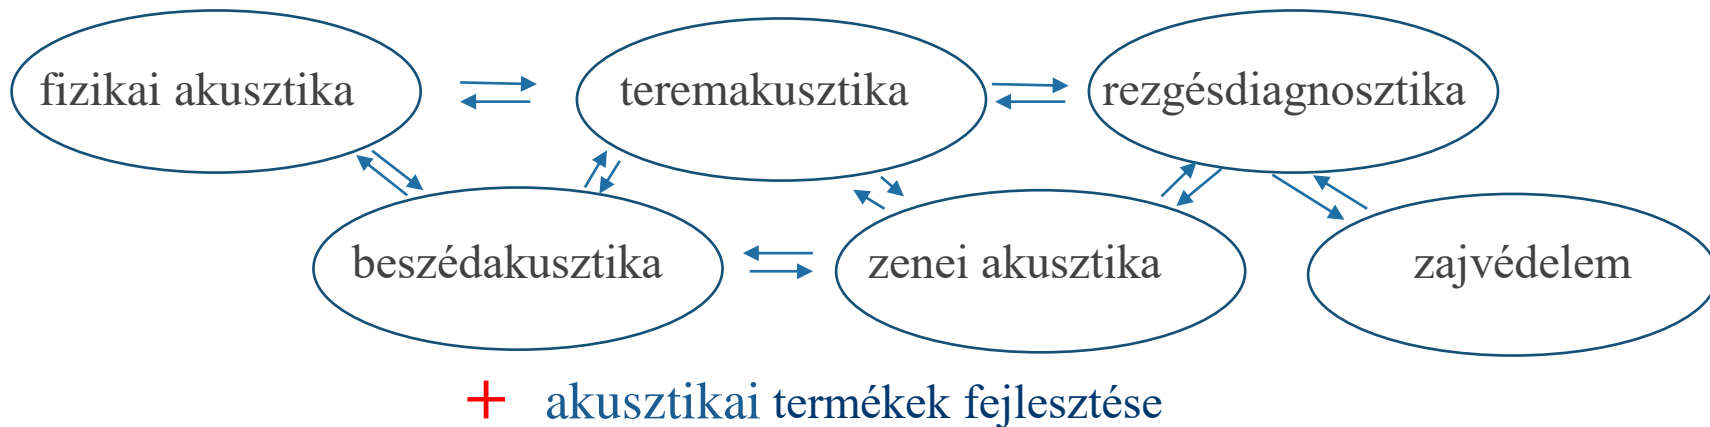 fizikai akusztika
teremakusztika
rezgésdiagnosztika
beszédakusztika
zenei akusztika
zajvédelem
+ akusztikai termékek fejlesztése